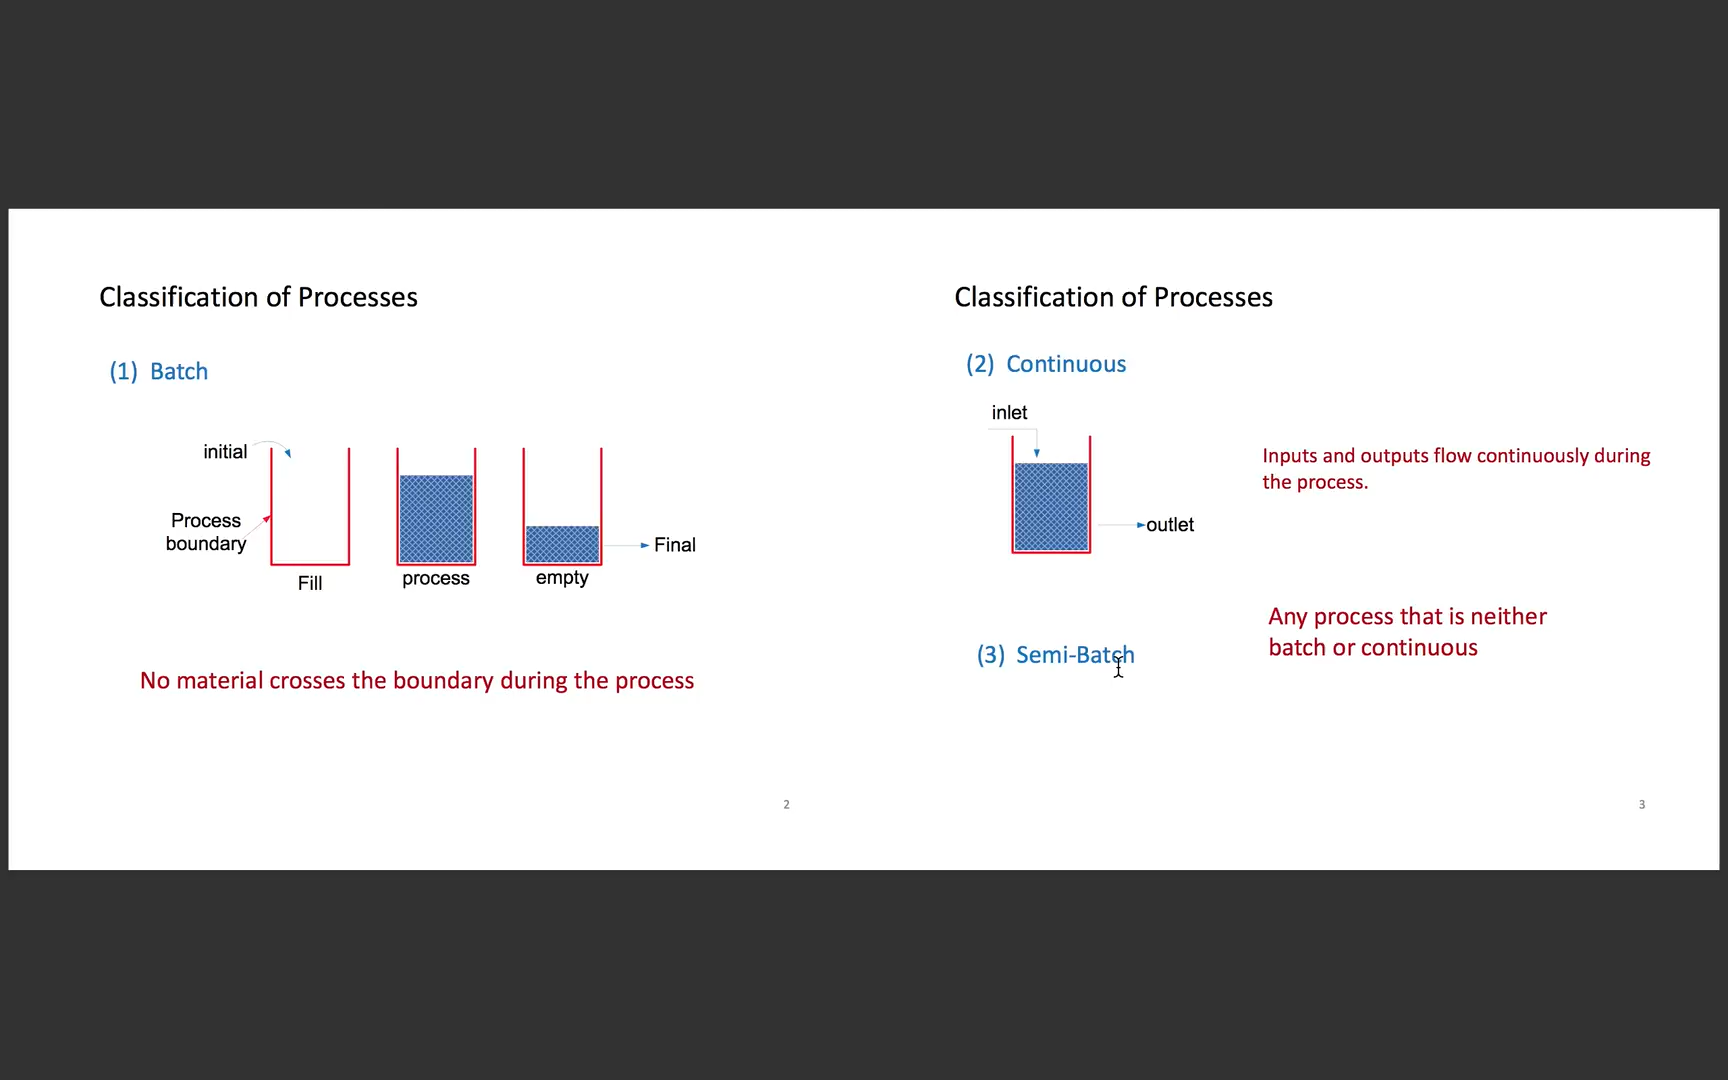 Classification of Processes
(1) Batch
initial
Process
boundary
Fill
process
empty
Final
No material crosses the boundary during the process
2
Classification of Processes
(2) Continuous
inlet
outlet
Inputs and outputs flow continuously during
the process.
(3) Semi-Batch
Any process that is neither
batch or continuous
3